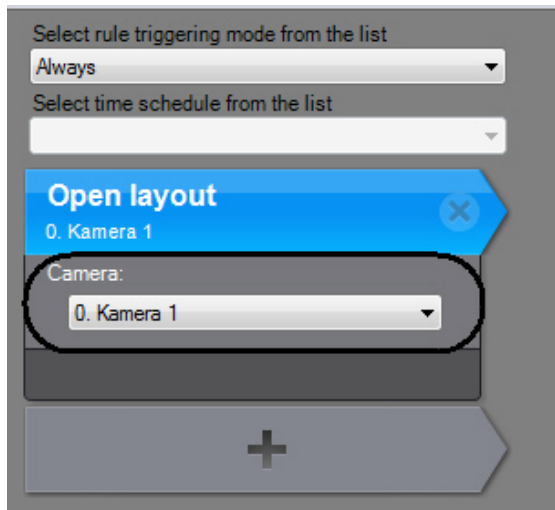 Select rule triggering mode from the list
Always
Select time schedule from the list
Open layout
0. Kamera 1
Camera:
0. Kamera 1